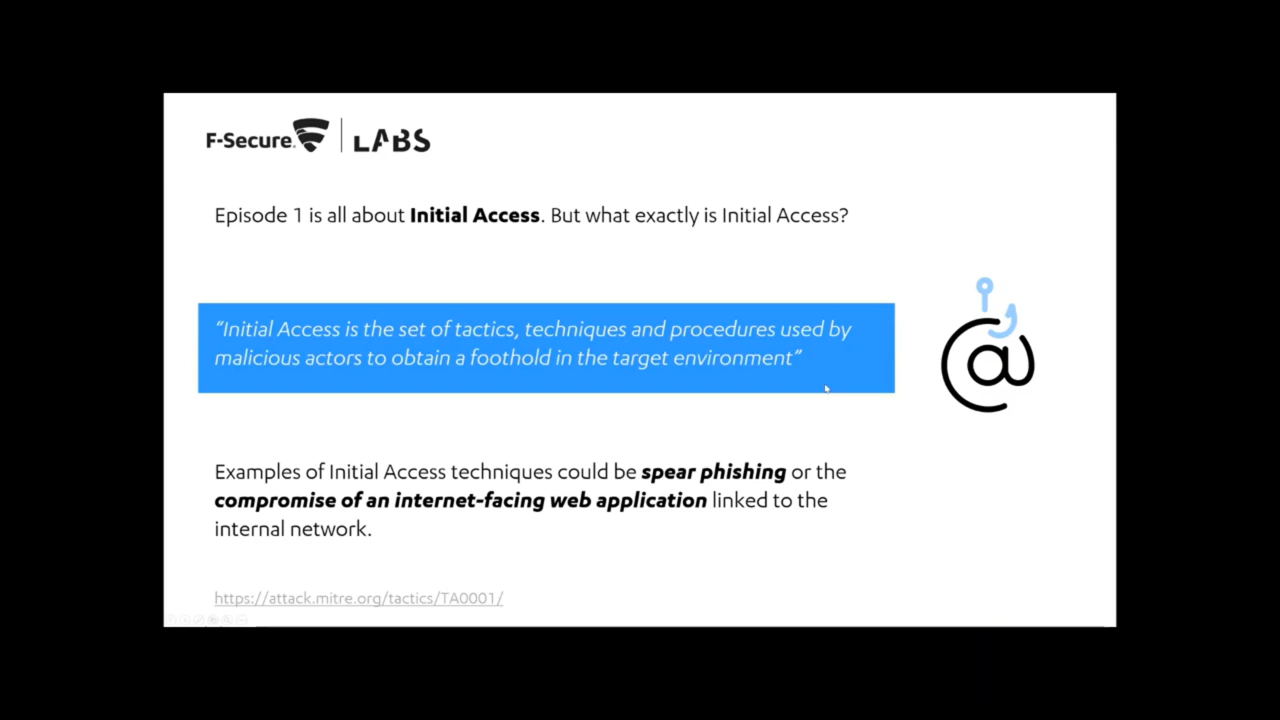 F-Secure. LABS
Episode 1 is all about Initial Access. But what exactly is Initial Access?
“Initial Access is the set of tactics, techniques and procedures used by
malicious actors to obtain a foothold in the target environment”
@
Examples of Initial Access techniques could be spear phishing or the
compromise of an internet-facing web application linked to the
internal network.
https://attack.mitre.org/tactics/TA0001/